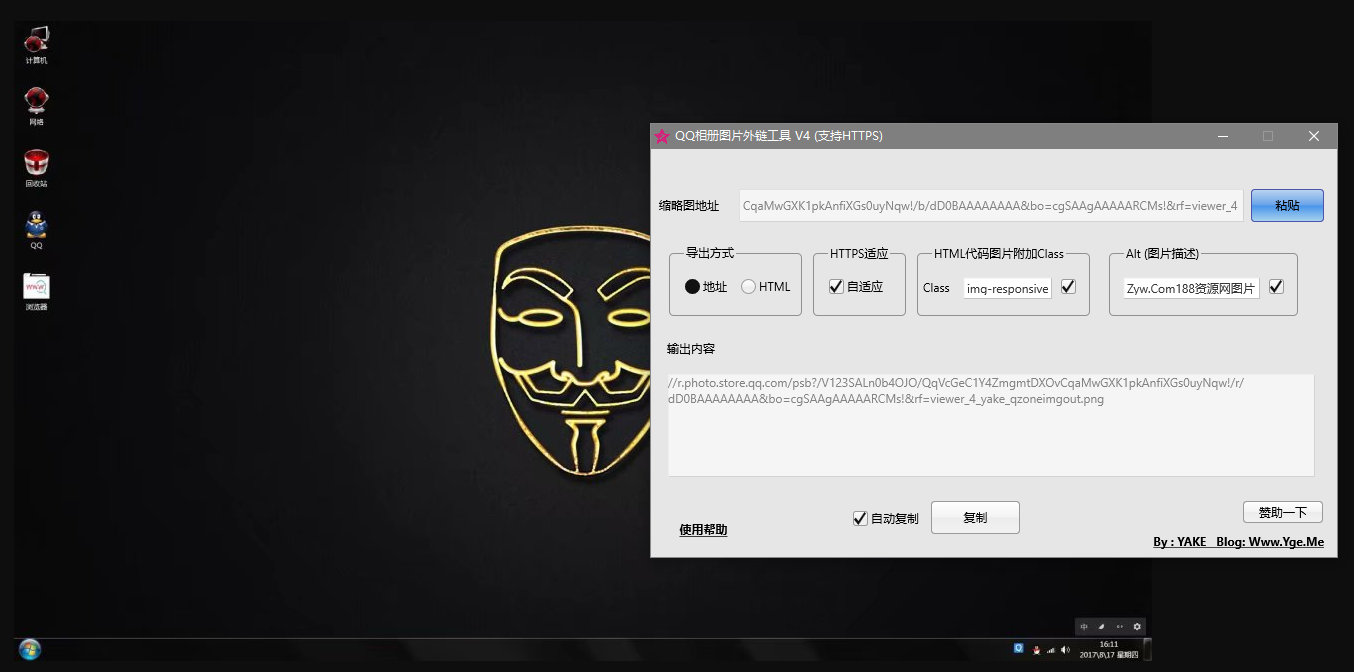 计算机
网络
回收站
QQ
浏览器
QQ相册图片外链工具 V4 (支持HTTPS)
缩略图地址
CqaMwGXK1pkAnfiXGs0uyNqw!/b/dD0BAAAAAAAA&bo=cgSAAgAAAAARCMs!&rf=viewer_4
粘贴
导出方式
地址
HTML
HTTPS适应
自适应
HTML代码图片附加Class
Class
img-responsive
Alt (图片描述)
Zyw.Com188资源网图片
输出内容
//r.photo.store.qq.com/psb?/V123SALn0b4OJO/QqVcGeC1Y4ZmgmtDXOvCqaMwGXK1pkAnfiXGs0uyNqw!/r/
dD0BAAAAAAAA&bo=cgSAAgAAAAARCMs!&rf=viewer_4_yake_qzoneimgout.png
使用帮助
自动复制
复制
赞助一下
By : YAKE Blog: Www.Yge.Me
中
16:11
2017\8\17 星期四